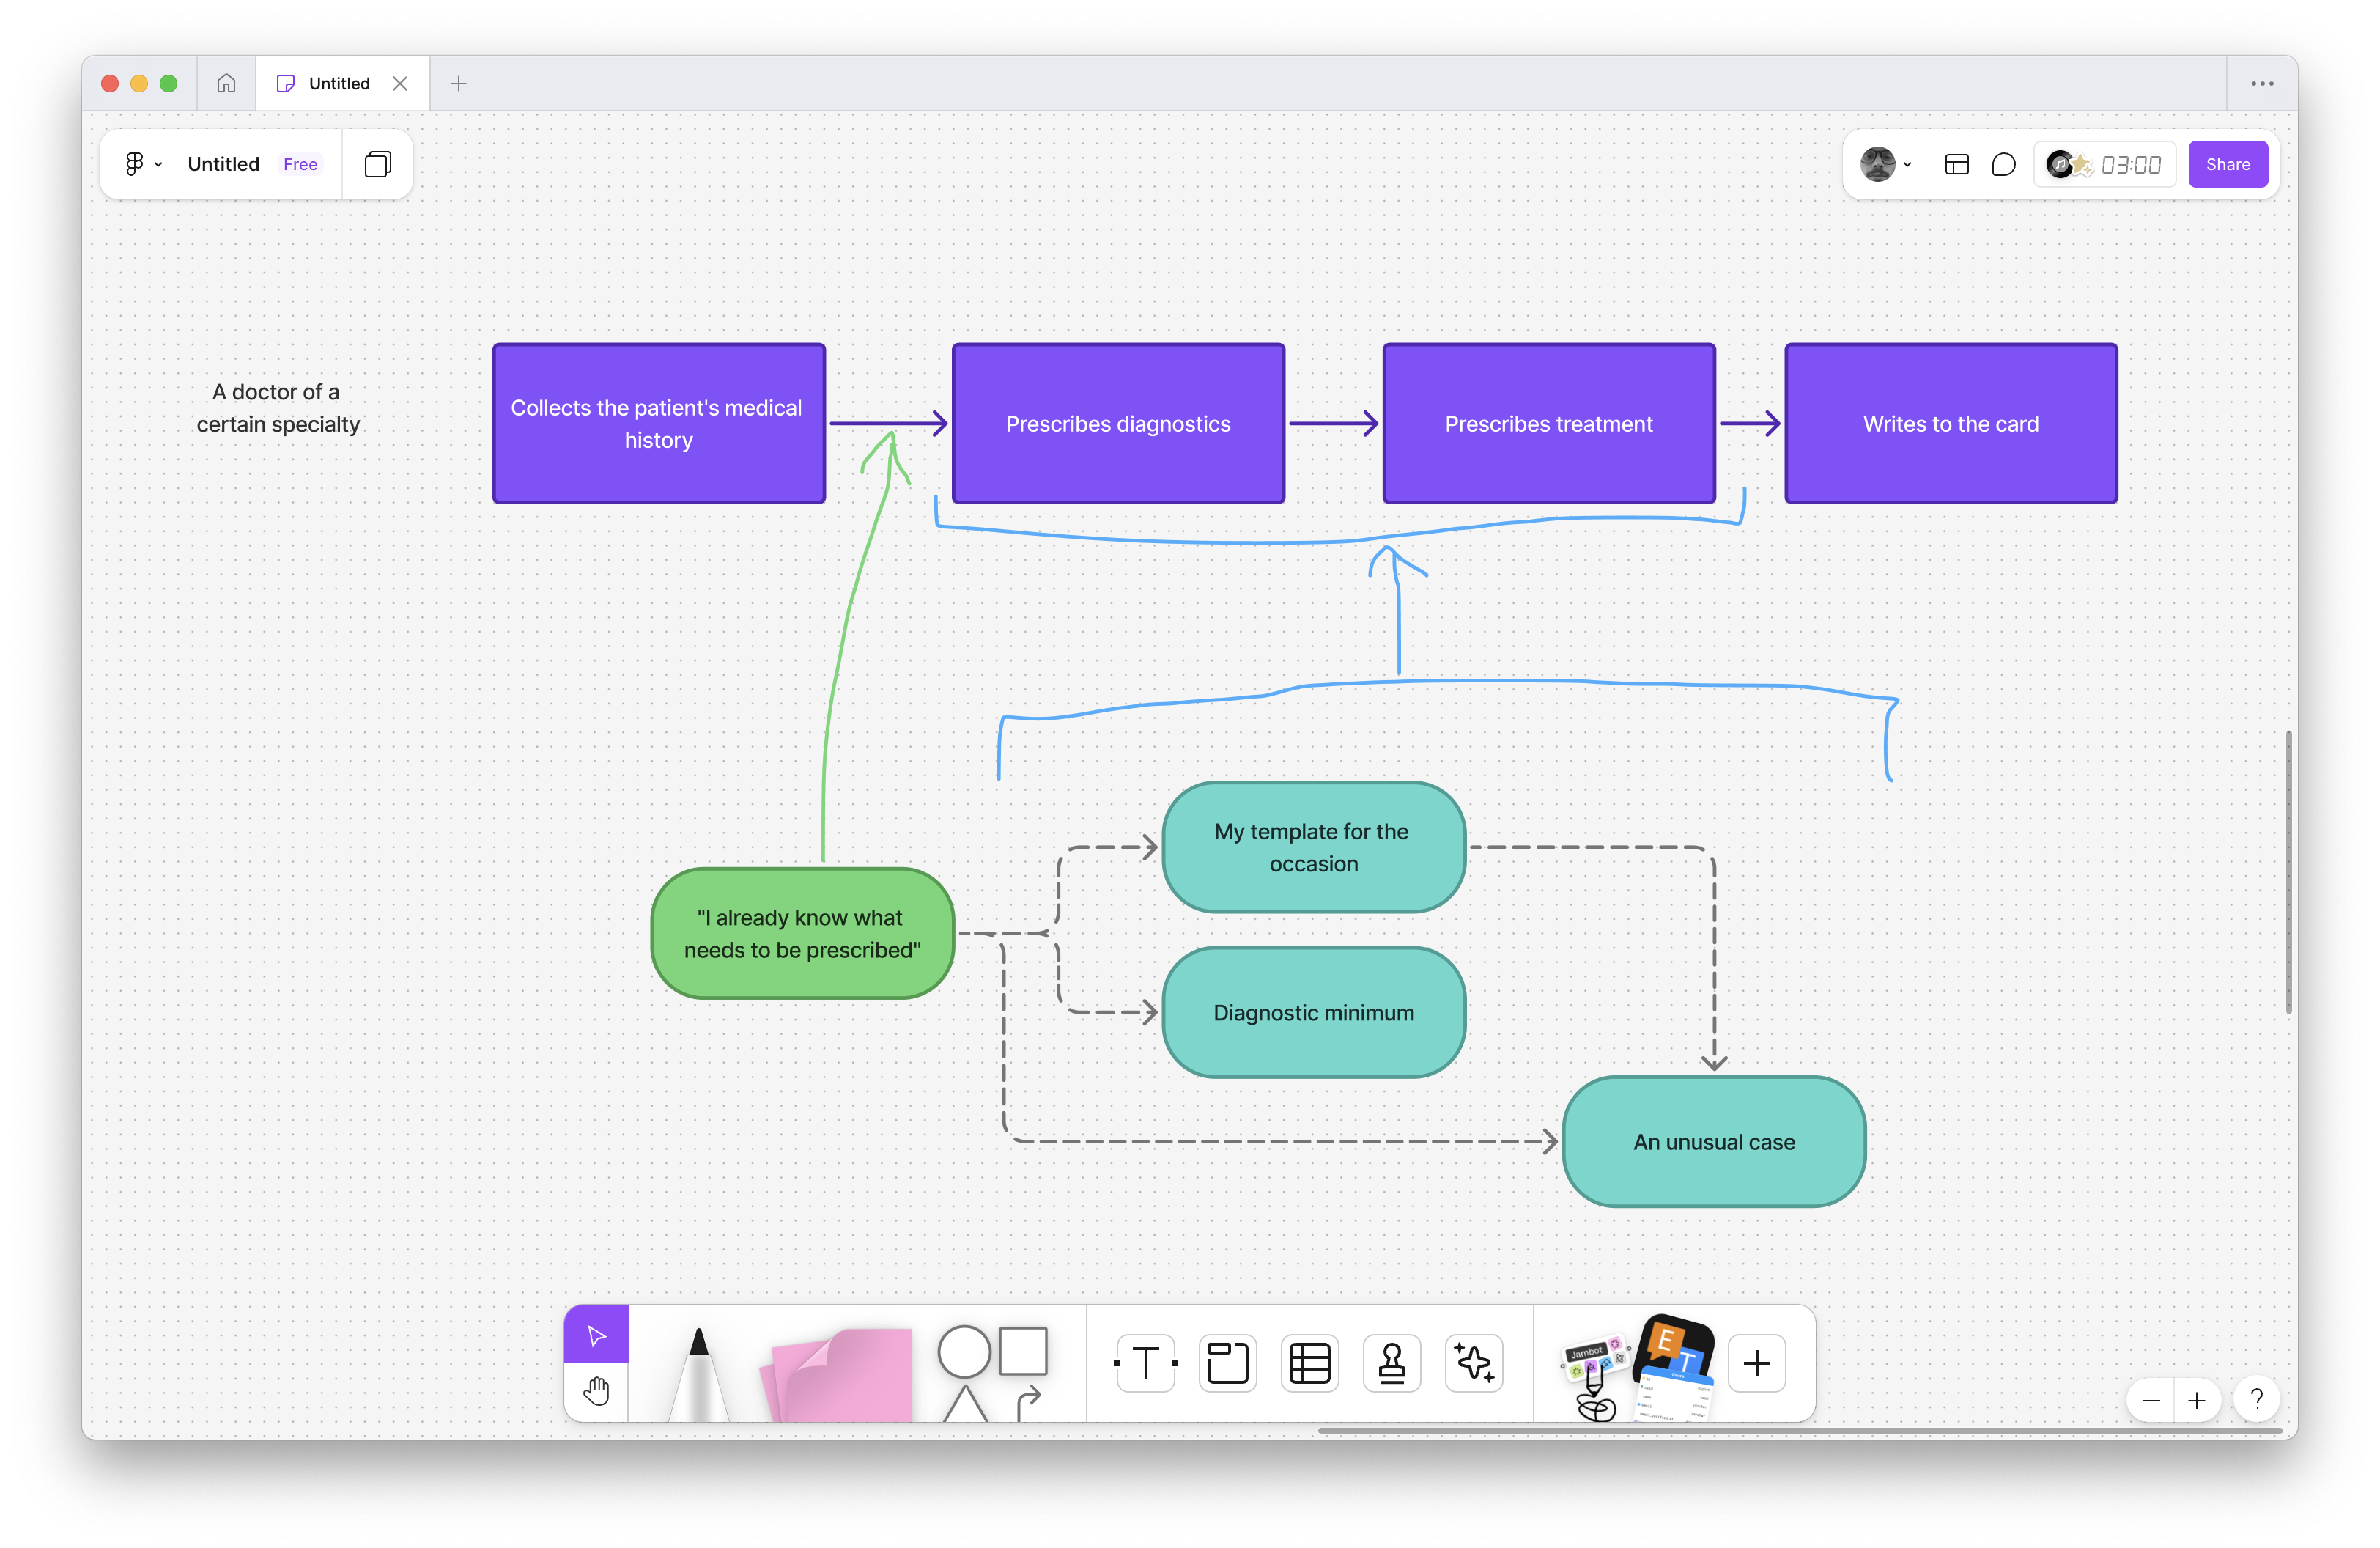 Untitled
Untitled Free
03:00
Share
A doctor of a
certain specialty
Collects the patient's medical
history
Prescribes diagnostics
Prescribes treatment
Writes to the card
"I already know what
needs to be prescribed"
My template for the
occasion
Diagnostic minimum
An unusual case
T
Jambot
E
T
?